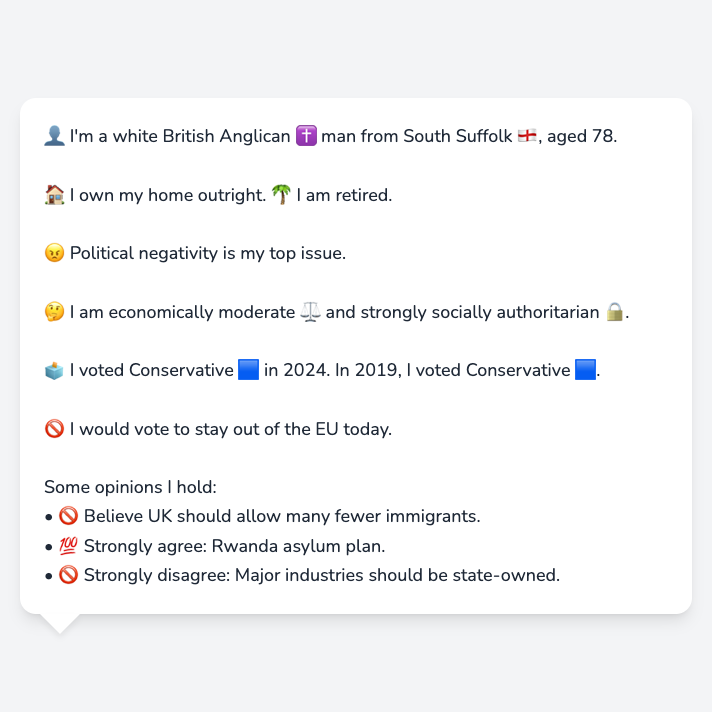 👤 I'm a white British Anglican ✝️ man from South Suffolk 🏴󠁧󠁢󠁥󠁮󠁧󠁿, aged 78.
🏠 I own my home outright. 🌴 I am retired.
😠 Political negativity is my top issue.
🤔 I am economically moderate ⚖️ and strongly socially authoritarian 🔒.
🗳️ I voted Conservative 🟦 in 2024. In 2019, I voted Conservative 🟦.
🚫 I would vote to stay out of the EU today.
Some opinions I hold:
• 🚫 Believe UK should allow many fewer immigrants.
• 💯 Strongly agree: Rwanda asylum plan.
• 🚫 Strongly disagree: Major industries should be state-owned.